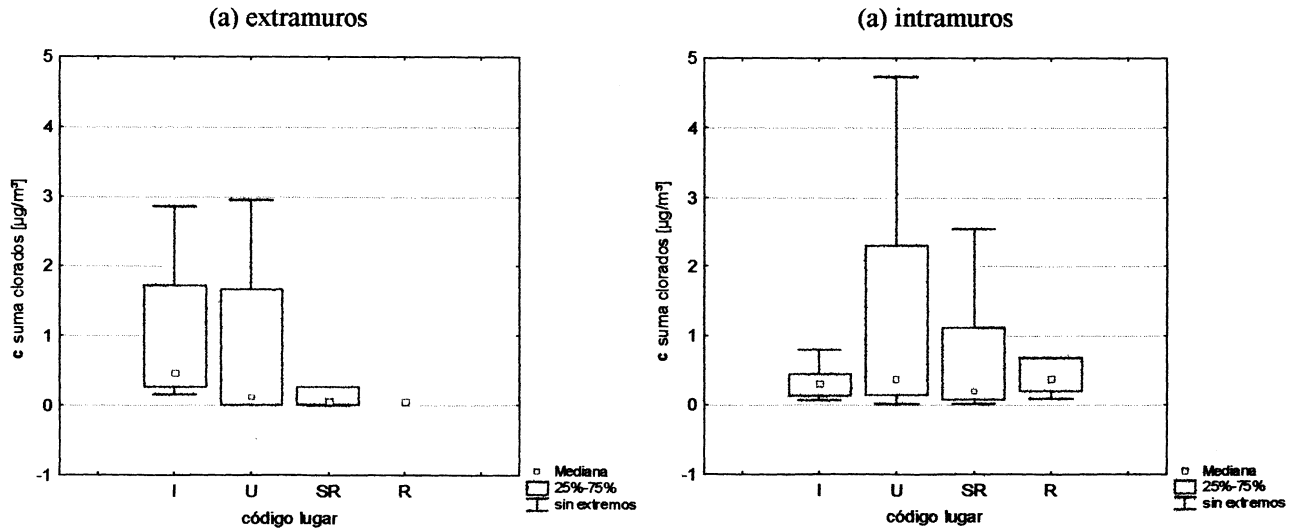 (a) extramuros
5
4
3
2
1
0
-1
c suma clorados [µg/m³]
I U SR R
código lugar
Mediana
25%-75%
sin extremos
(a) intramuros
5
4
3
2
1
0
-1
c suma clorados [µg/m³]
I U SR R
código lugar
Mediana
25%-75%
sin extremos